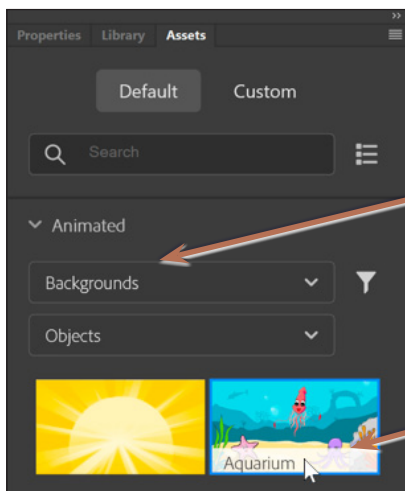 Properties Library Assets
Default Custom
Search
Animated
Backgrounds
Objects
Aquarium